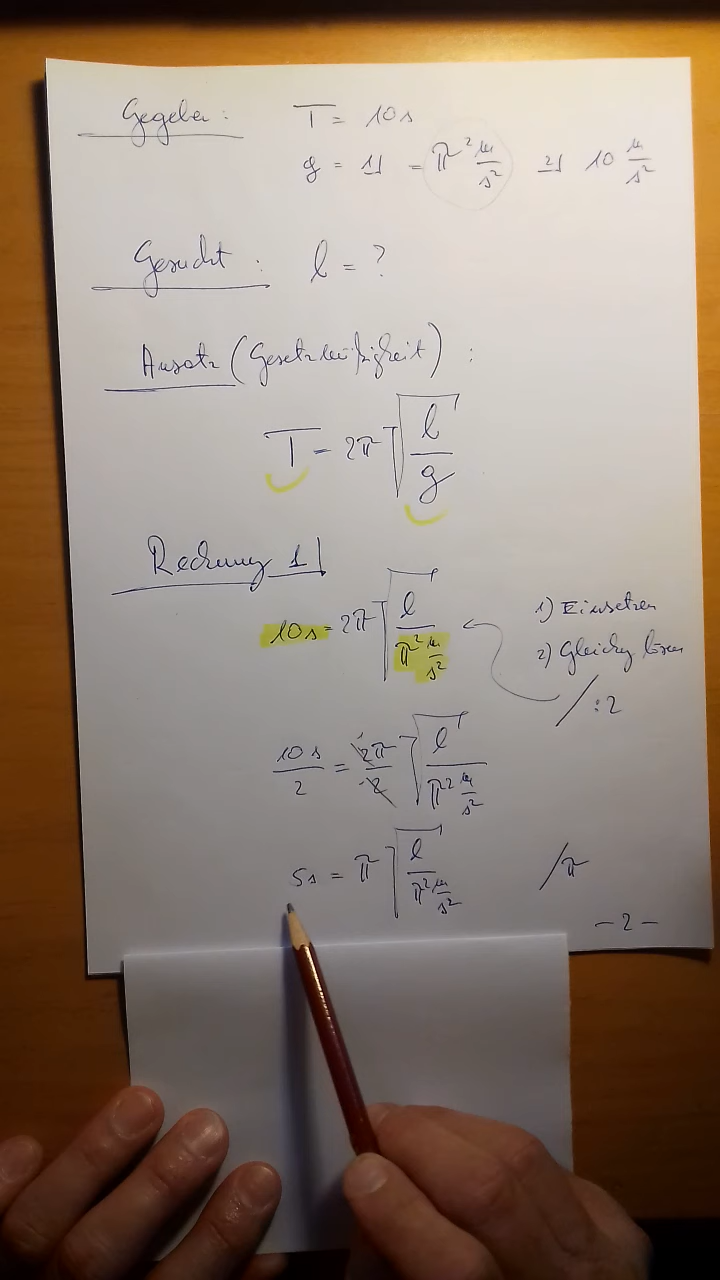 Gegeben: T = 10s
g = 11 = π² m/s² ≈ 10 m/s²
Gesucht: l = ?
Ansatz (Gesetzmäßigkeit):
T = 2π √(l/g)
Rechnung 1
10s = 2π √(l/(π² m/s²))
1) Einsetzen
2) Gleichg lösen
/ :2
10s/2 = 2π/2 √(l/(π² m/s²))
5s = π √(l/(π² m/s²)) /π
-2-